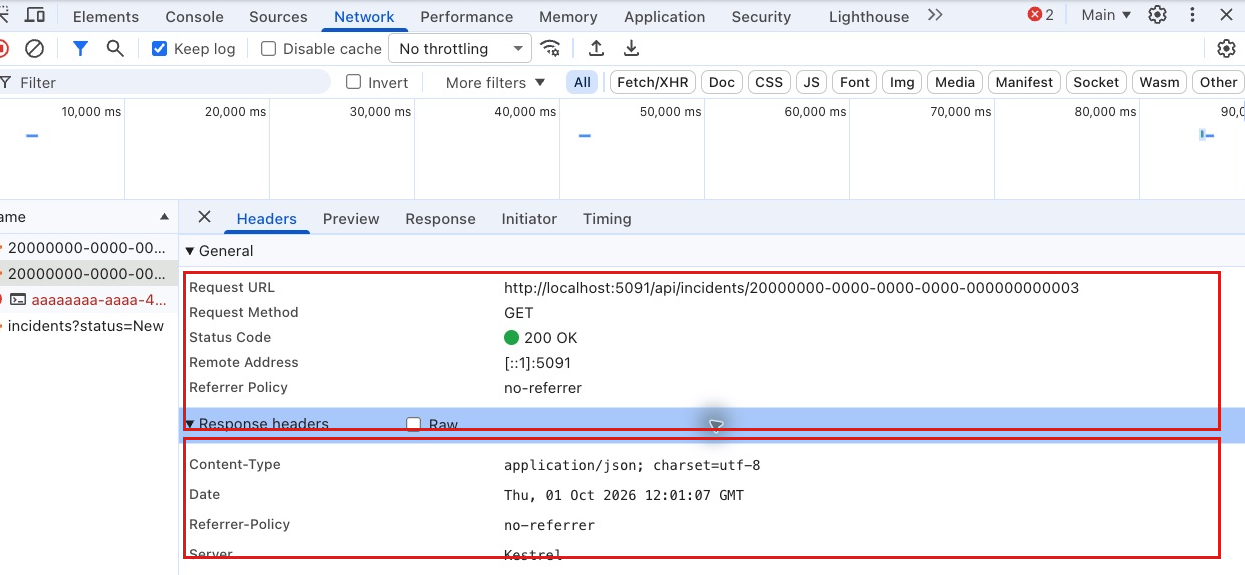 Elements Console Sources Network Performance Memory Application Security Lighthouse 2 Main
Keep log Disable cache No throttling
Filter Invert More filters All Fetch/XHR Doc CSS JS Font Img Media Manifest Socket Wasm Other
10,000 ms 20,000 ms 30,000 ms 40,000 ms 50,000 ms 60,000 ms 70,000 ms 80,000 ms 90,0
ame
20000000-0000-00...
20000000-0000-00...
aaaaaaaa-aaaa-4...
incidents?status=New
Headers Preview Response Initiator Timing
General
Request URL http://localhost:5091/api/incidents/20000000-0000-0000-0000-000000000003
Request Method GET
Status Code 200 OK
Remote Address [::1]:5091
Referrer Policy no-referrer
Response headers Raw
Content-Type application/json; charset=utf-8
Date Thu, 01 Oct 2026 12:01:07 GMT
Referrer-Policy no-referrer
Server Kestrel